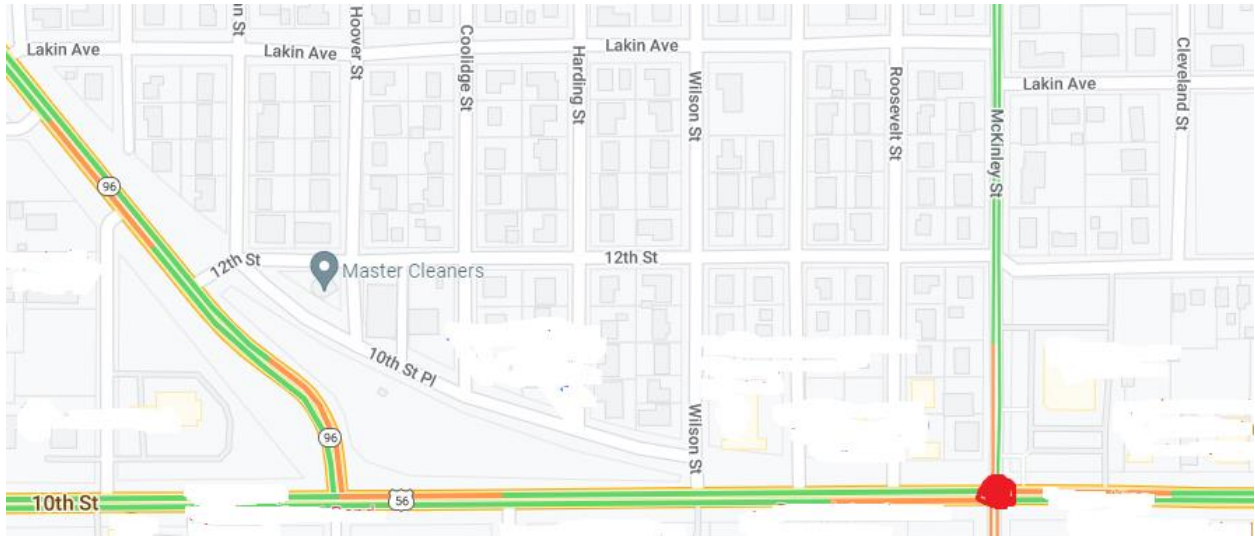 n St
Hoover St
Coolidge St
Harding St
Lakin Ave
Lakin Ave
Lakin Ave
Wilson St
Roosevelt St
McKinley St
Lakin Ave
Cleveland St
96
12th St
Master Cleaners
12th St
10th St Pl
Wilson St
96
10th St
56